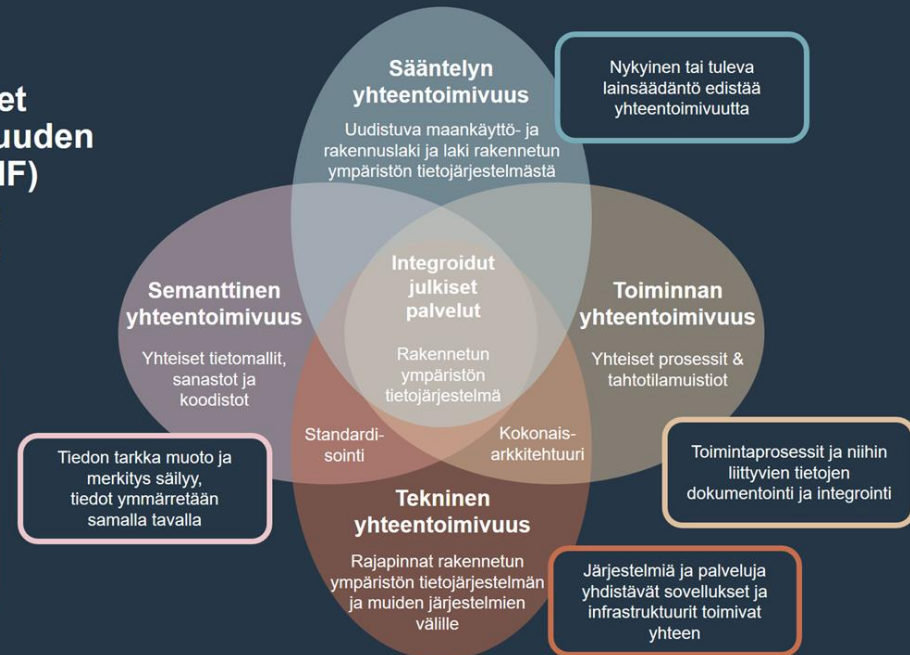 et
uuden
IF)
Sääntelyn
yhteentoimivuus
Uudistuva maankäyttö- ja
rakennuslaki ja laki rakennetun
ympäristön tietojärjestelmästä
Nykyinen tai tuleva
lainsäädäntö edistää
yhteentoimivuutta
Semanttinen
yhteentoimivuus
Yhteiset tietomallit,
sanastot ja
koodistot
Integroidut
julkiset
palvelut
Rakennetun
ympäristön
tietojärjestelmä
Toiminnan
yhteentoimivuus
Yhteiset prosessit &
tahtotilamuistiot
Standardi-
sointi
Kokonais-
arkkitehtuuri
Tiedon tarkka muoto ja
merkitys säilyy,
tiedot ymmärretään
samalla tavalla
Toimintaprosessit ja niihin
liittyvien tietojen
dokumentointi ja integrointi
Tekninen
yhteentoimivuus
Rajapinnat rakennetun
ympäristön tietojärjestelmän
ja muiden järjestelmien
välille
Järjestelmiä ja palveluja
yhdistävät sovellukset ja
infrastruktuurit toimivat
yhteen